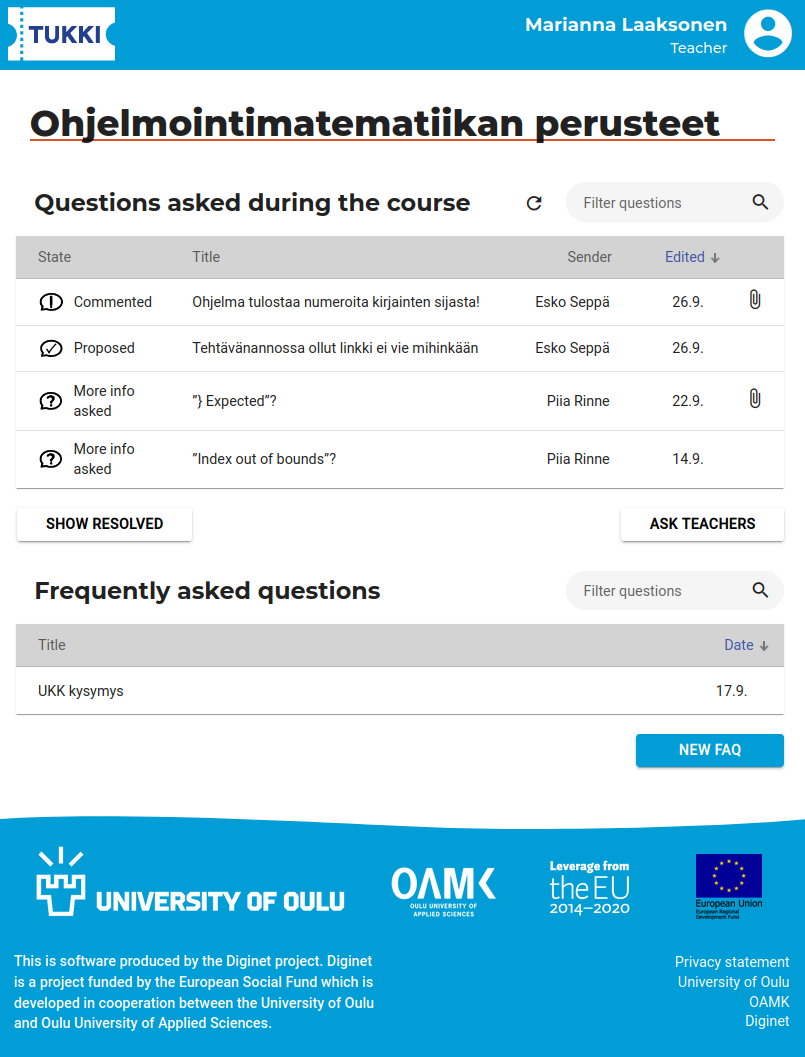 TUKKI
Marianna Laaksonen
Teacher
Ohjelmointimatematiikan perusteet
Questions asked during the course
Filter questions
State Title Sender Edited
Commented Ohjelma tulostaa numeroita kirjainten sijasta! Esko Seppä 26.9.
Proposed Tehtävänannossa ollut linkki ei vie mihinkään Esko Seppä 26.9.
More info asked ”} Expected”? Piia Rinne 22.9.
More info asked ”Index out of bounds”? Piia Rinne 14.9.
SHOW RESOLVED
ASK TEACHERS
Frequently asked questions
Filter questions
Title Date
UKK kysymys 17.9.
NEW FAQ
UNIVERSITY OF OULU
OAMK
OULU UNIVERSITY OF
APPLIED SCIENCES
Leverage from
the EU
2014–2020
European Union
European Regional
Development Fund
This is software produced by the Diginet project. Diginet
is a project funded by the European Social Fund which is
developed in cooperation between the University of Oulu
and Oulu University of Applied Sciences.
Privacy statement
University of Oulu
OAMK
Diginet